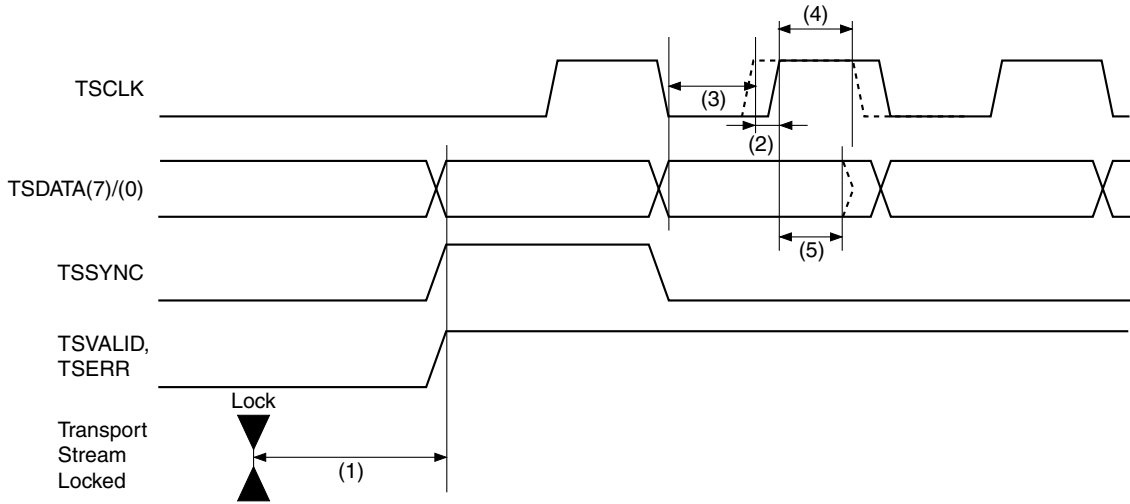 (4)
TSCLK
(3)
(2)
TSDATA(7)/(0)
(5)
TSSYNC
TSVALID,
TSERR
Lock
Transport
Stream
Locked
(1)